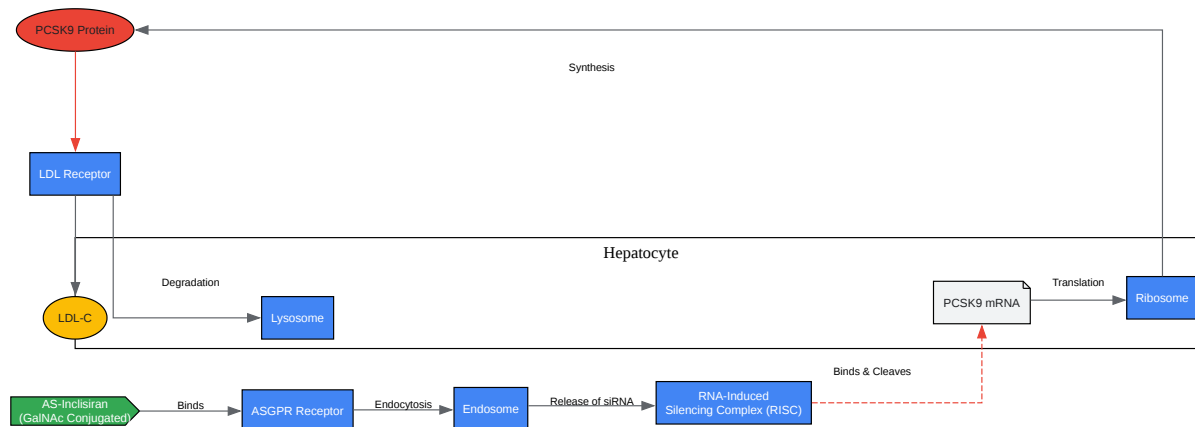 PCSK9 Protein
Synthesis
LDL Receptor
Hepatocyte
Degradation
PCSK9 mRNA
Translation
Ribosome
LDL-C
Lysosome
Binds & Cleaves
AS-Inclisiran
(GalNAc Conjugated)
Binds
ASGPR Receptor
Endocytosis
Endosome
Release of siRNA
RNA-Induced
Silencing Complex (RISC)